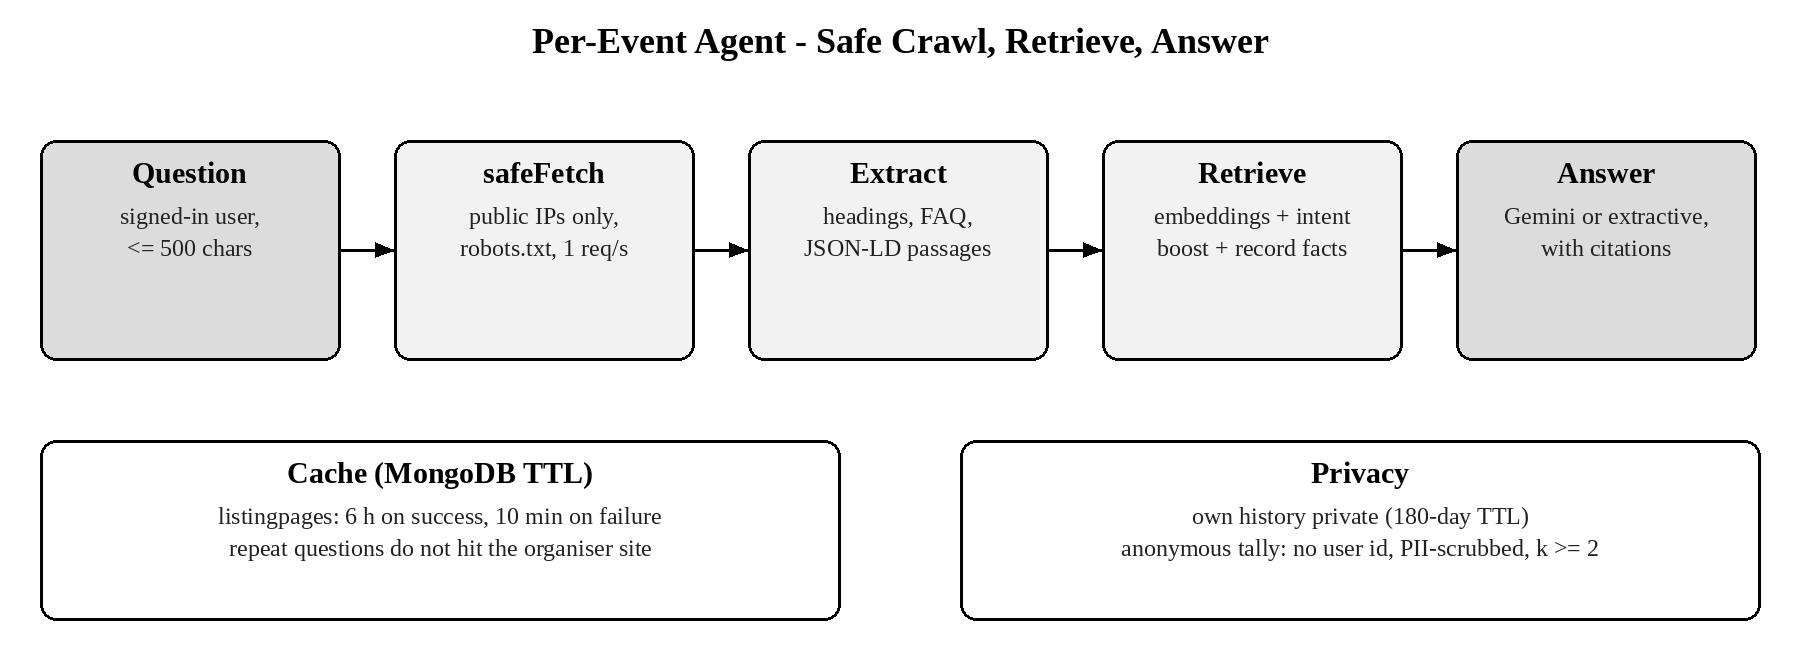 Per-Event Agent - Safe Crawl, Retrieve, Answer
Question
signed-in user,
<= 500 chars
safeFetch
public IPs only,
robots.txt, 1 req/s
Extract
headings, FAQ,
JSON-LD passages
Retrieve
embeddings + intent
boost + record facts
Answer
Gemini or extractive,
with citations
Cache (MongoDB TTL)
listingpages: 6 h on success, 10 min on failure
repeat questions do not hit the organiser site
Privacy
own history private (180-day TTL)
anonymous tally: no user id, PII-scrubbed, k >= 2